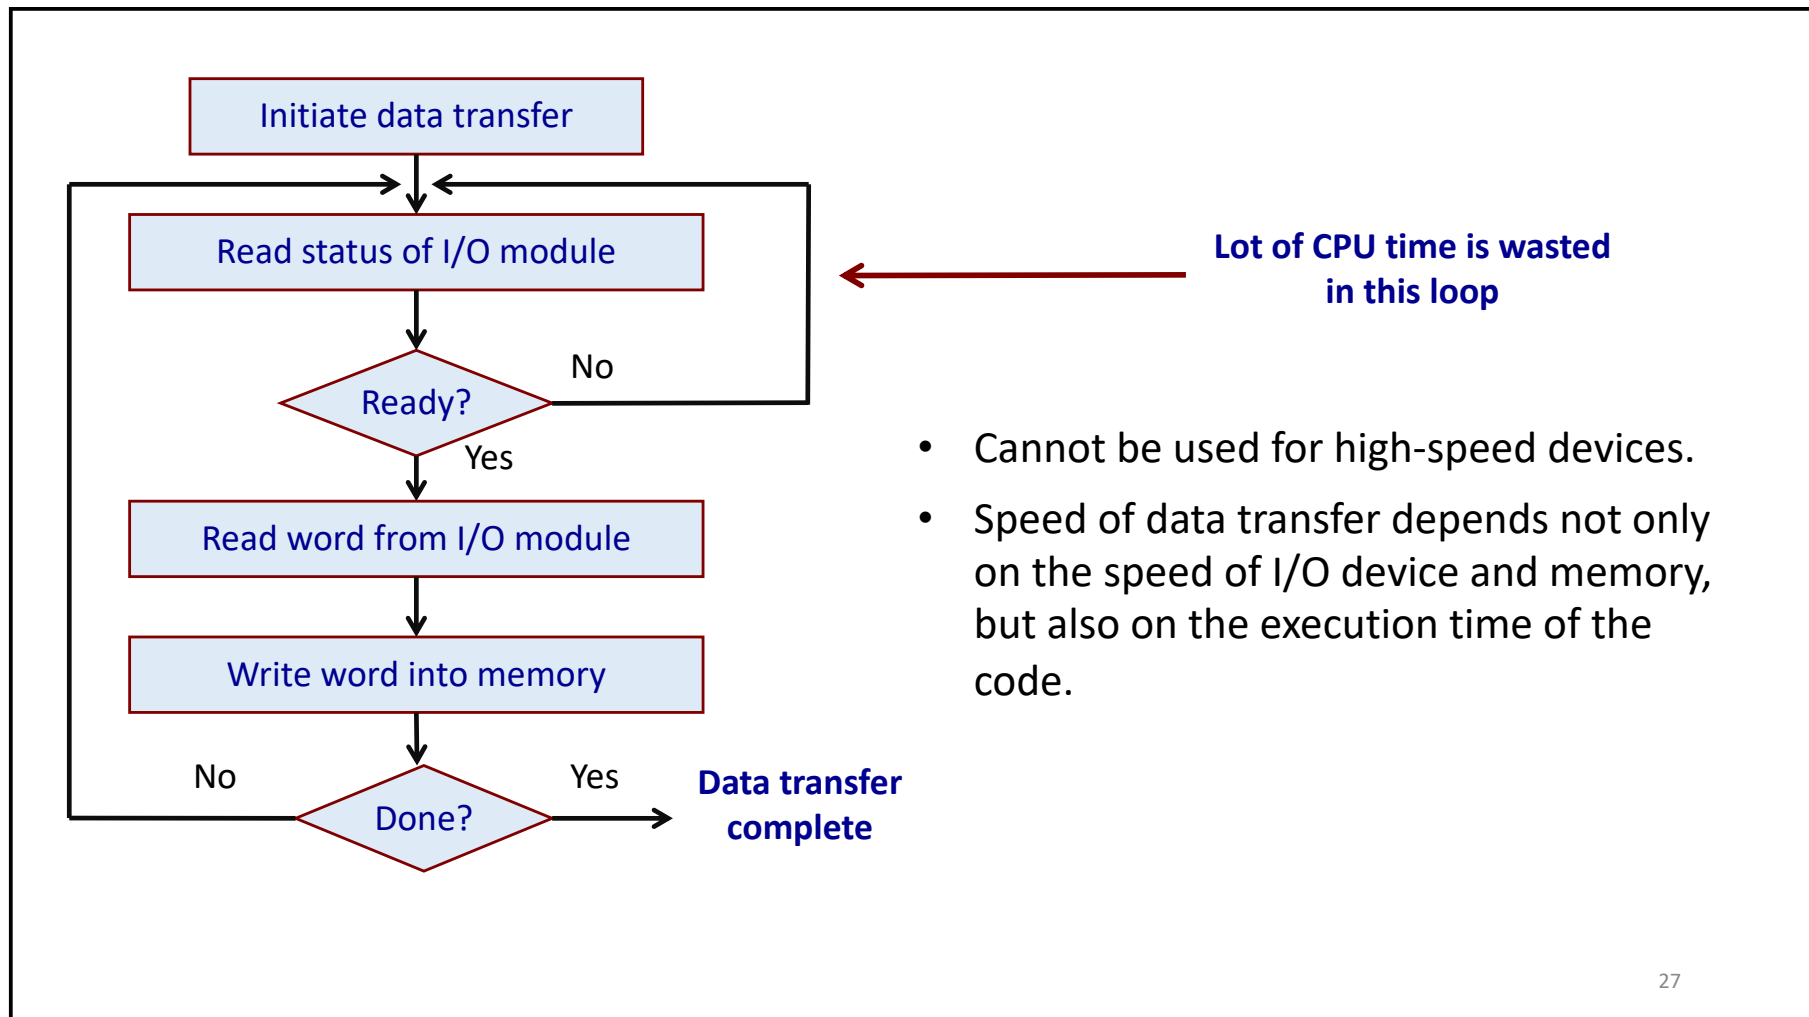 Initiate data transfer
Read status of I/O module
Lot of CPU time is wasted
in this loop
No
Ready?
Yes
Read word from I/O module
Write word into memory
No
Done?
Yes
Data transfer
complete
• Cannot be used for high-speed devices.
• Speed of data transfer depends not only
on the speed of I/O device and memory,
but also on the execution time of the
code.
27